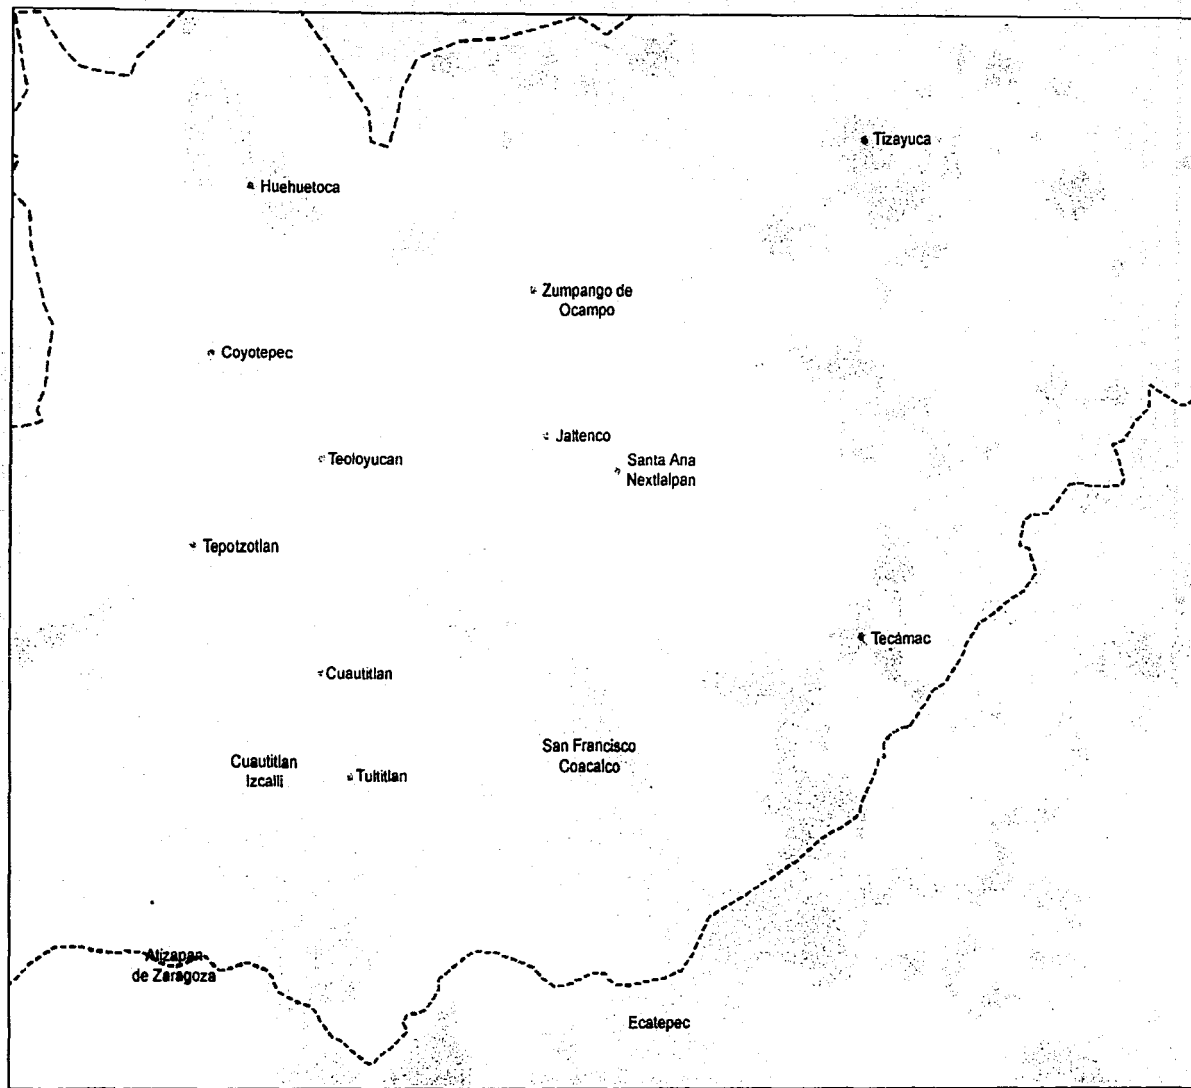 Tizayuca
Huehuetoca
Zumpango de
Ocampo
Coyotepec
Jaltenco
Teoloyucan
Santa Ana
Nextlalpan
Tepotzotlan
Tecámac
Cuautitlan
San Francisco
Coacalco
Cuautitlan
Izcalli
Tultitlan
Atizapan
de Zaragoza
Ecatepec